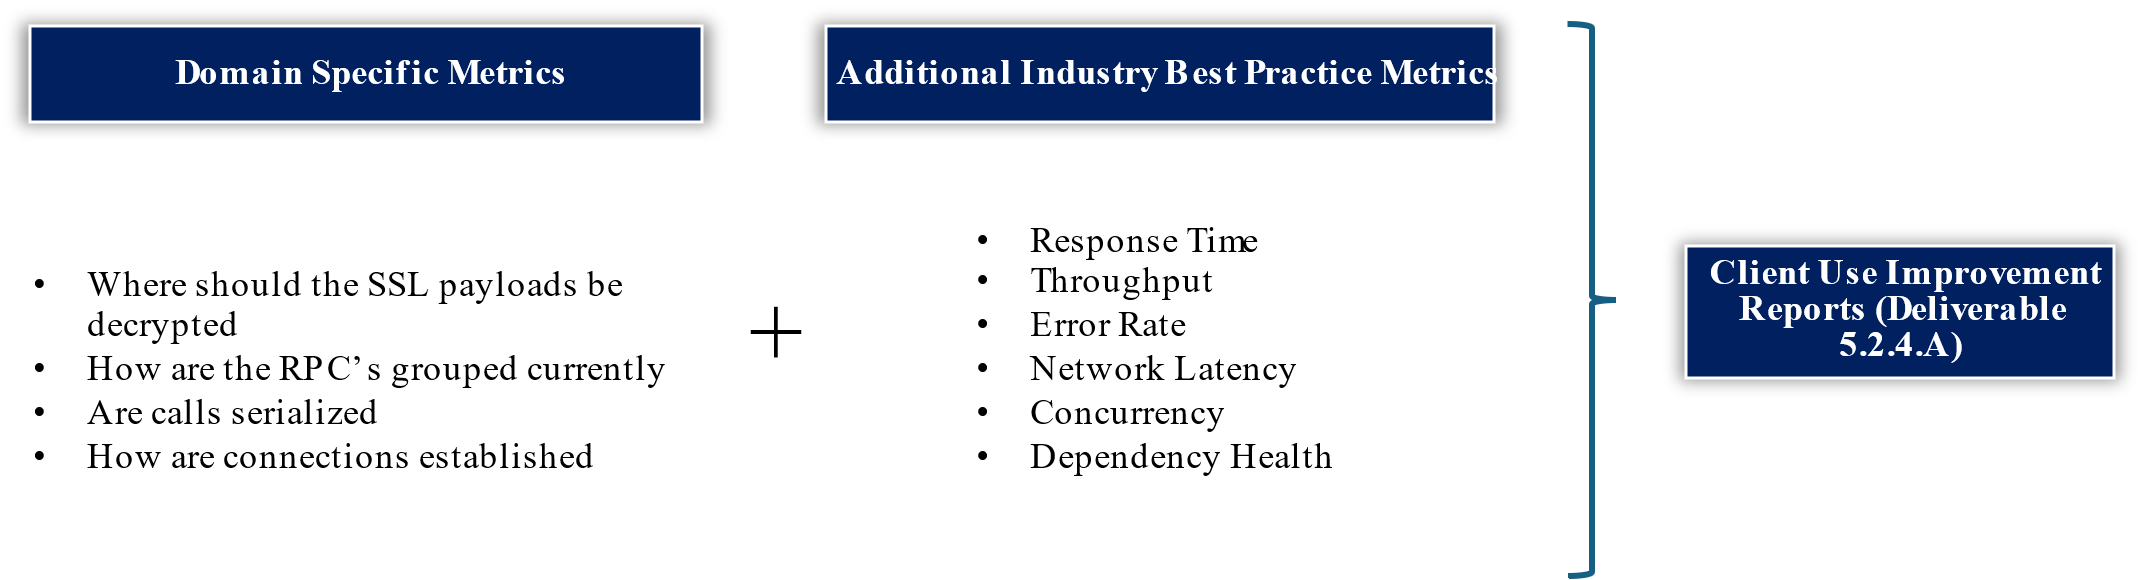 Domain Specific Metrics
• Where should the SSL payloads be
decrypted
• How are the RPC’s grouped currently
• Are calls serialized
• How are connections established
+
Additional Industry Best Practice Metrics
• Response Time
• Throughput
• Error Rate
• Network Latency
• Concurrency
• Dependency Health
Client Use Improvement
Reports (Deliverable
5.2.4.A)